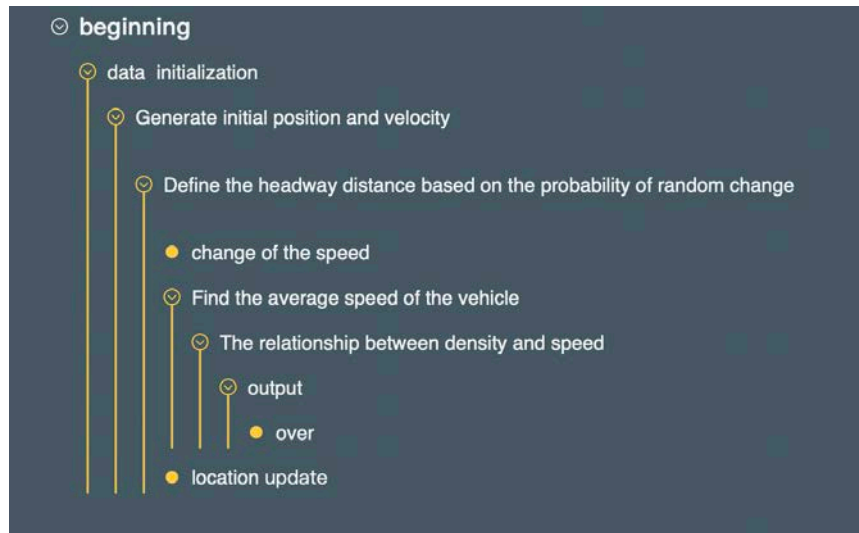 beginning
data initialization
Generate initial position and velocity
Define the headway distance based on the probability of random change
change of the speed
Find the average speed of the vehicle
The relationship between density and speed
output
over
location update